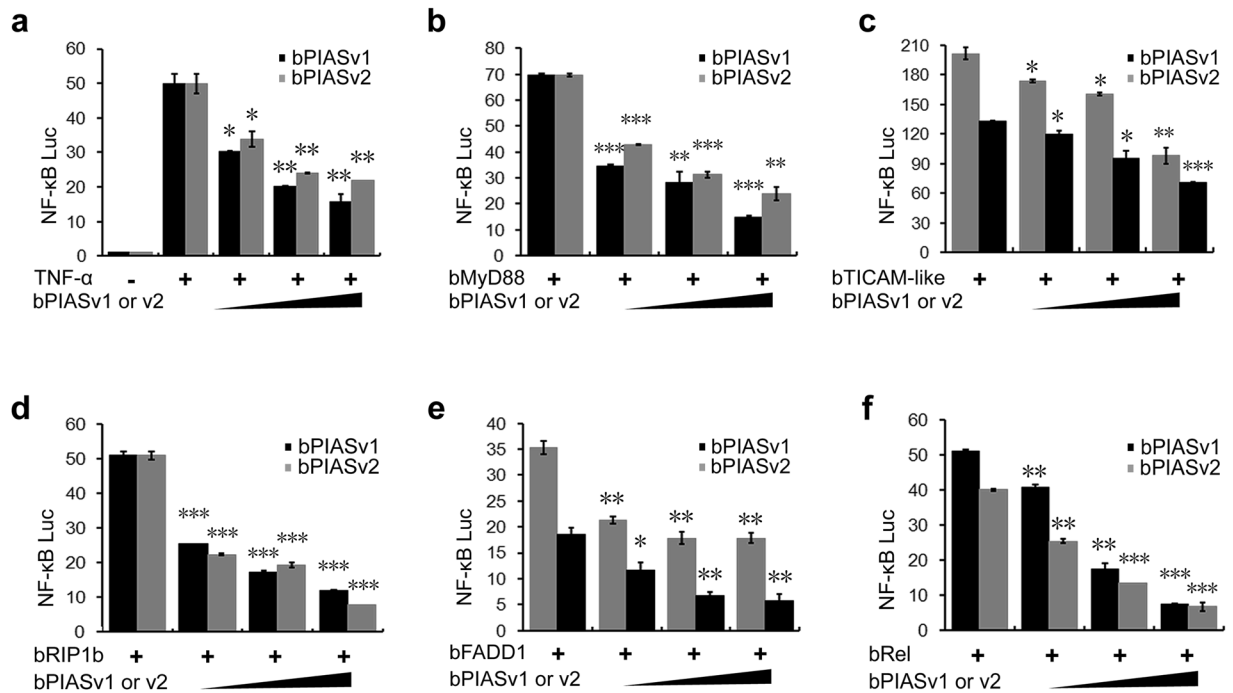 a
60
50
40
30
20
10
0
NF-κB Luc
bPIASv1
bPIASv2
* *
** **
** **
TNF-α - + + + +
bPIASv1 or v2
b
80
70
60
50
40
30
20
10
0
NF-κB Luc
bPIASv1
bPIASv2
*** ***
** ***
*** **
bMyD88 + + + +
bPIASv1 or v2
c
210
180
150
120
90
60
30
0
NF-κB Luc
bPIASv1
bPIASv2
* *
* *
** ***
bTICAM-like + + + +
bPIASv1 or v2
d
60
50
40
30
20
10
0
NF-κB Luc
bPIASv1
bPIASv2
*** ***
*** ***
*** ***
bRIP1b + + + +
bPIASv1 or v2
e
40
35
30
25
20
15
10
5
0
NF-κB Luc
bPIASv1
bPIASv2
** *
** **
** **
bFADD1 + + + +
bPIASv1 or v2
f
60
50
40
30
20
10
0
NF-κB Luc
bPIASv1
bPIASv2
** **
** ***
*** ***
bRel + + + +
bPIASv1 or v2